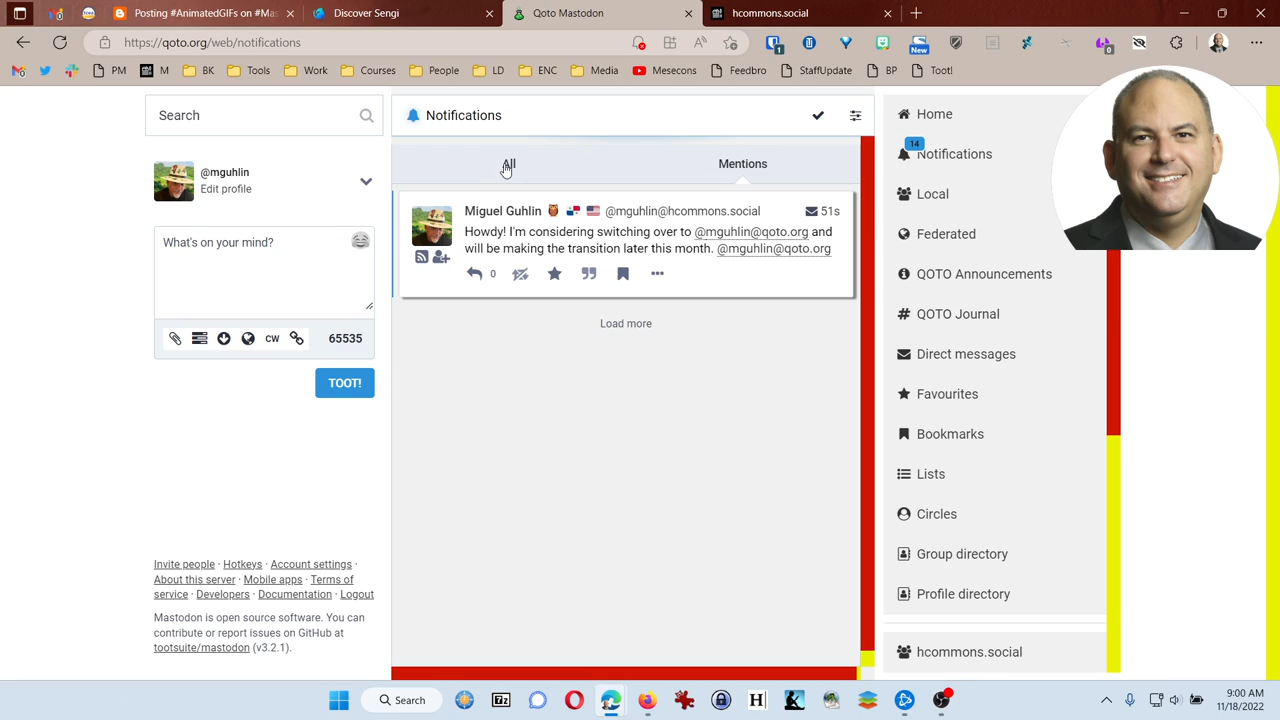 Posting #AnimatedGIFs on #Mas
Discover Sengi
Qoto Mastodon
hcommons.social
https://qoto.org/web/notifications
1
New
0
PM
M
BK
Tools
Work
Courses
People
LD
ENC
Media
Mesecons
Feedbro
StaffUpdate
BP
Toot!
Search
@mguhlin
Edit profile
What's on your mind?
CW
65535
TOOT!
Invite people · Hotkeys · Account settings ·
About this server · Mobile apps · Terms of
service · Developers · Documentation · Logout
Mastodon is open source software. You can
contribute or report issues on GitHub at
tootsuite/mastodon (v3.2.1).
Notifications
All
Mentions
Miguel Guhlin @mguhlin@hcommons.social 51s
Howdy! I'm considering switching over to @mguhlin@qoto.org and
will be making the transition later this month. @mguhlin@qoto.org
0
Load more
Home
14
Notifications
Local
Federated
QOTO Announcements
QOTO Journal
Direct messages
Favourites
Bookmarks
Lists
Circles
Group directory
Profile directory
hcommons.social
Search
7z
H
9:00 AM
11/18/2022